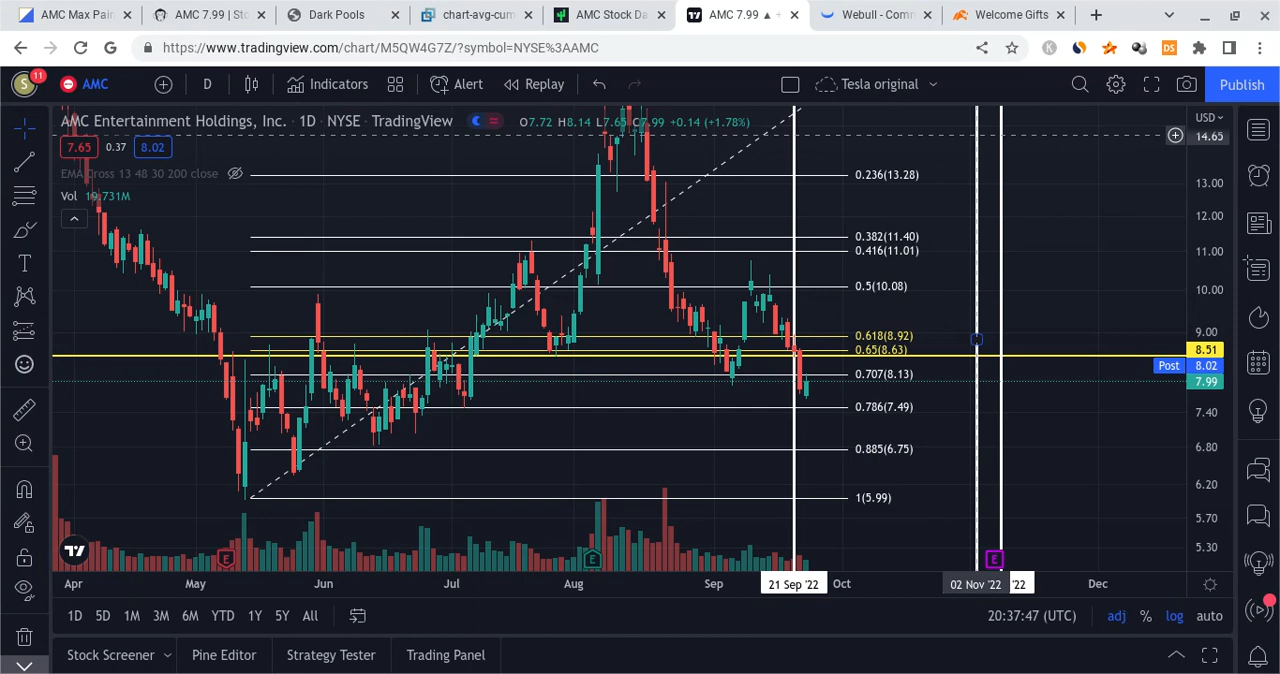 AMC Max Pai
AMC 7.99 | Sto
Dark Pools
chart-avg-cum
AMC Stock Da
AMC 7.99 ▲ +
Webull - Comm
Welcome Gifts
https://www.tradingview.com/chart/M5QW4G7Z/?symbol=NYSE%3AAMC
K
DS
S
11
AMC
D
Indicators
Alert
Replay
Tesla original
Publish
AMC Entertainment Holdings, Inc. · 1D · NYSE · TradingView
O7.72 H8.14 L7.65 C7.99 +0.14 (+1.78%)
USD
7.65
0.37
8.02
14.65
EMA Cross 13 48 30 200 close
Vol 19.731M
0.236(13.28)
13.00
12.00
0.382(11.40)
0.416(11.01)
11.00
0.5(10.08)
10.00
0.618(8.92)
9.00
0.65(8.63)
8.51
Post 8.02
0.707(8.13)
7.99
0.786(7.49)
7.40
0.885(6.75)
6.80
6.20
1(5.99)
5.70
5.30
E
E
E
Apr
May
Jun
Jul
Aug
Sep
21 Sep '22
Oct
02 Nov '22
'22
Dec
1D
5D
1M
3M
6M
YTD
1Y
5Y
All
20:37:47 (UTC)
adj
%
log
auto
Stock Screener
Pine Editor
Strategy Tester
Trading Panel